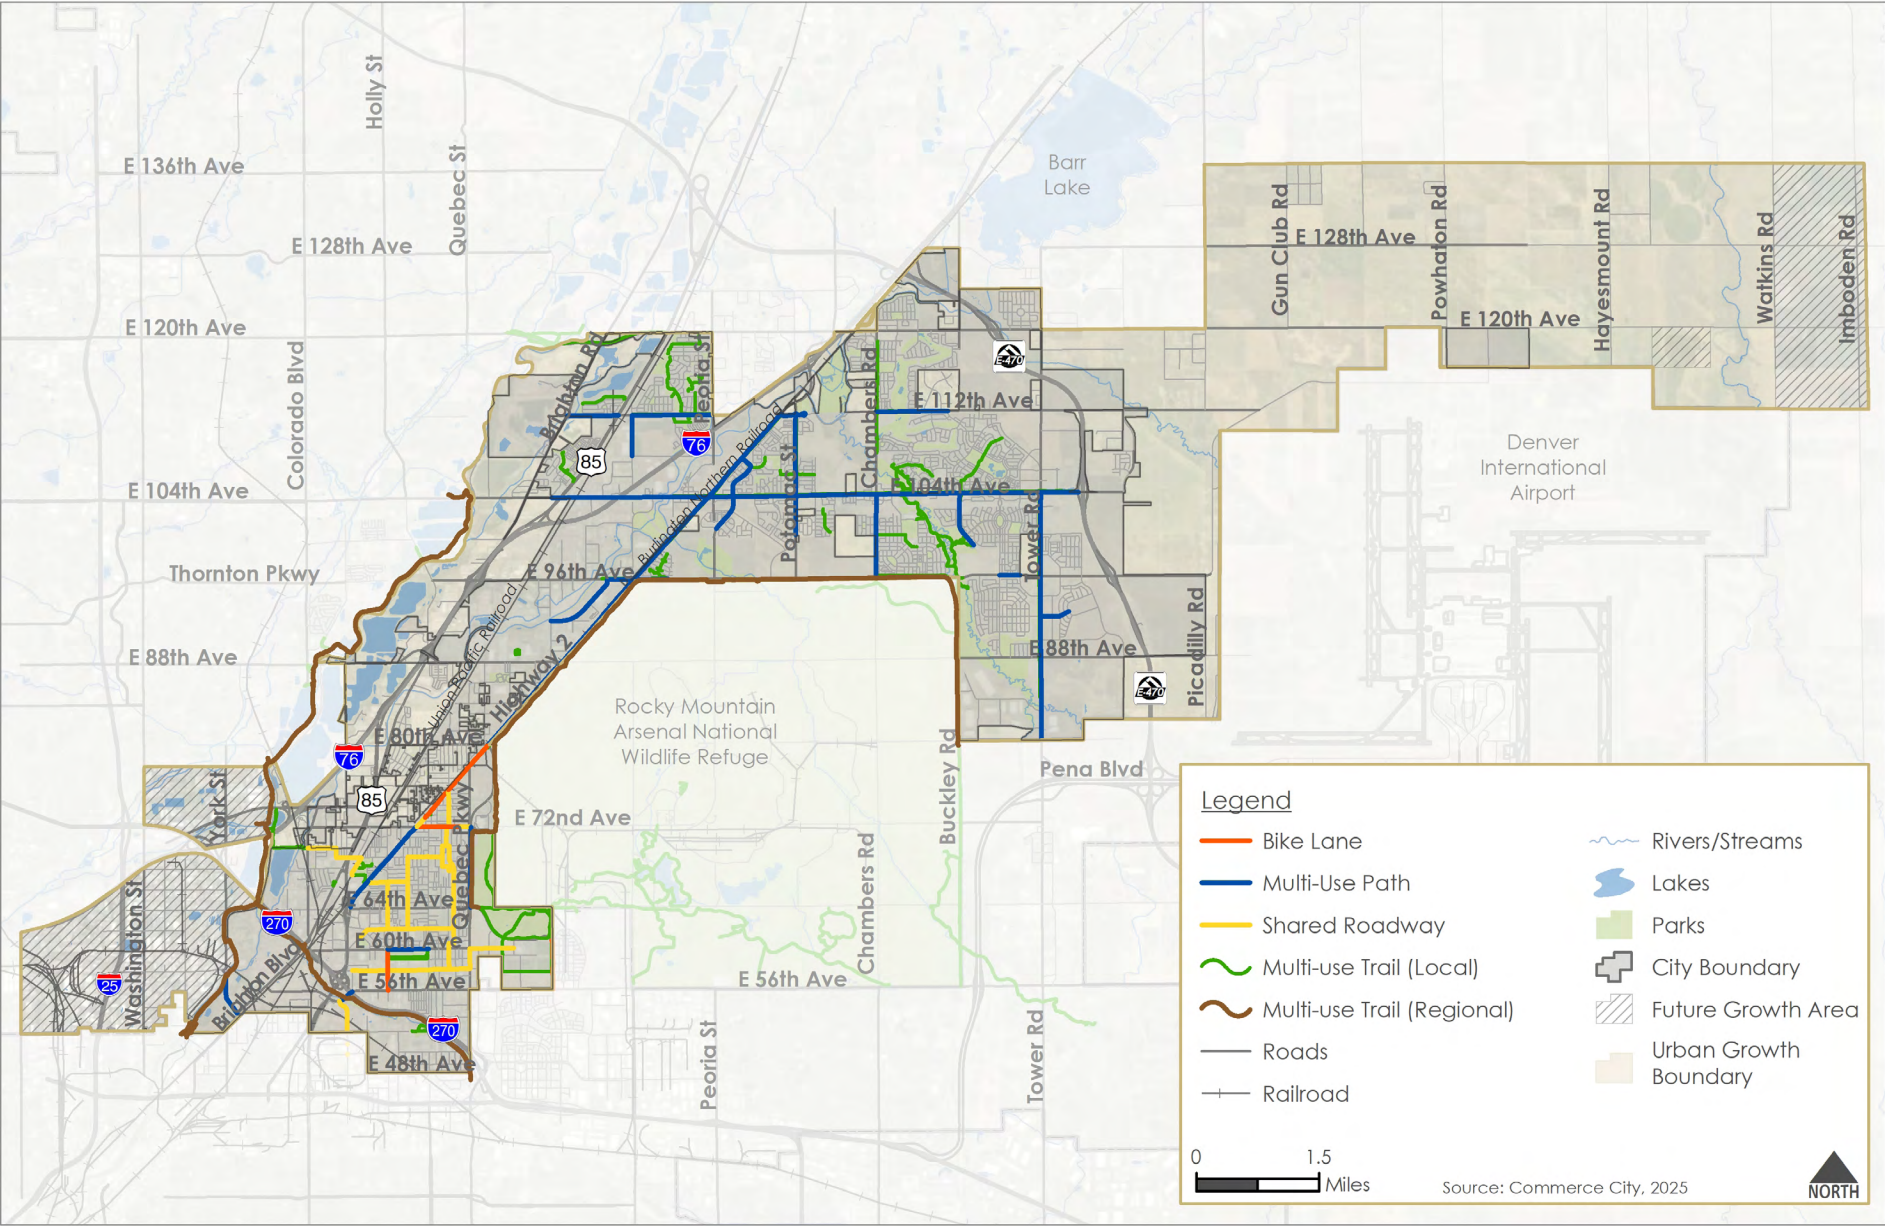 Holly St
Quebec St
E 136th Ave
Barr
Lake
E 128th Ave
Gun Club Rd
E 128th Ave
Powhaton Rd
Hayesmount Rd
Watkins Rd
Imboden Rd
E 120th Ave
E 120th Ave
Colorado Blvd
Brighton Rd
Peoria St
E-470
Chambers Rd
E 112th Ave
76
85
Burlington Northern Railroad
Potomac St
Denver
International
Airport
E 104th Ave
E 104th Ave
Tower Rd
Thornton Pkwy
E 96th Ave
Union Pacific Railroad
Highway 2
E 88th Ave
E 88th Ave
Picadilly Rd
E-470
Rocky Mountain
Arsenal National
Wildlife Refuge
E 80th Ave
76
85
Buckley Rd
Pena Blvd
York St
Quebec Pkwy
E 72nd Ave
Chambers Rd
E 64th Ave
Washington St
270
E 60th Ave
25
Brighton Blvd
E 56th Ave
E 56th Ave
270
E 48th Ave
Peoria St
Tower Rd
Legend
Bike Lane
Multi-Use Path
Shared Roadway
Multi-use Trail (Local)
Multi-use Trail (Regional)
Roads
Railroad
Rivers/Streams
Lakes
Parks
City Boundary
Future Growth Area
Urban Growth
Boundary
0 1.5
Miles
Source: Commerce City, 2025
NORTH